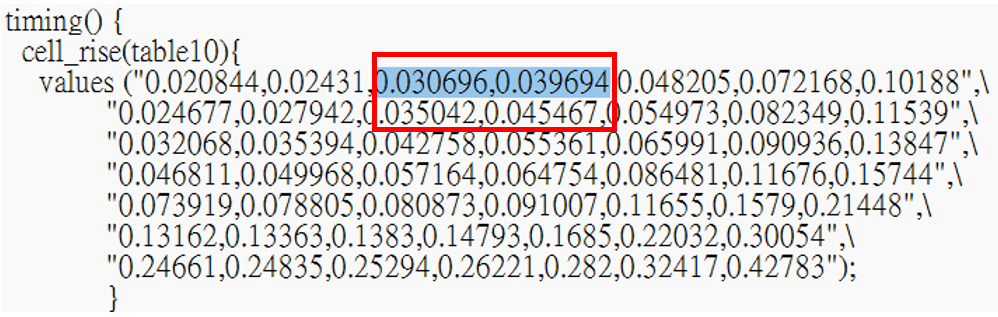 timing() {
cell_rise(table10){
values ("0.020844,0.02431,0.030696,0.039694,0.048205,0.072168,0.10188",\
"0.024677,0.027942,0.035042,0.045467,0.054973,0.082349,0.11539",\
"0.032068,0.035394,0.042758,0.055361,0.065991,0.090936,0.13847",\
"0.046811,0.049968,0.057164,0.064754,0.086481,0.11676,0.15744",\
"0.073919,0.078805,0.080873,0.091007,0.11655,0.1579,0.21448",\
"0.13162,0.13363,0.1383,0.14793,0.1685,0.22032,0.30054",\
"0.24661,0.24835,0.25294,0.26221,0.282,0.32417,0.42783");
}